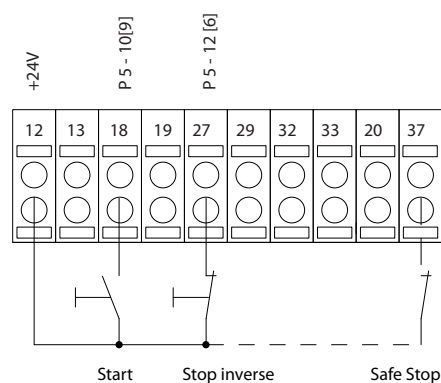 +24V
P 5 - 10[9]
P 5 - 12 [6]
12 13 18 19 27 29 32 33 20 37
Start Stop inverse Safe Stop